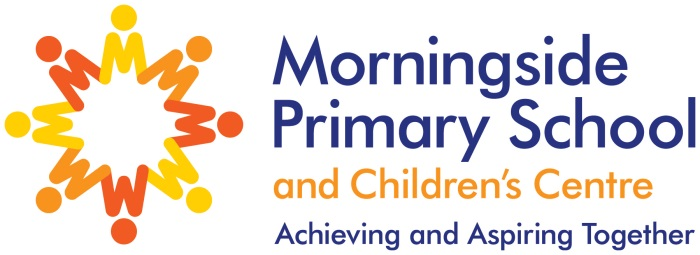 Morningside
Primary School
and Children's Centre
Achieving and Aspiring Together